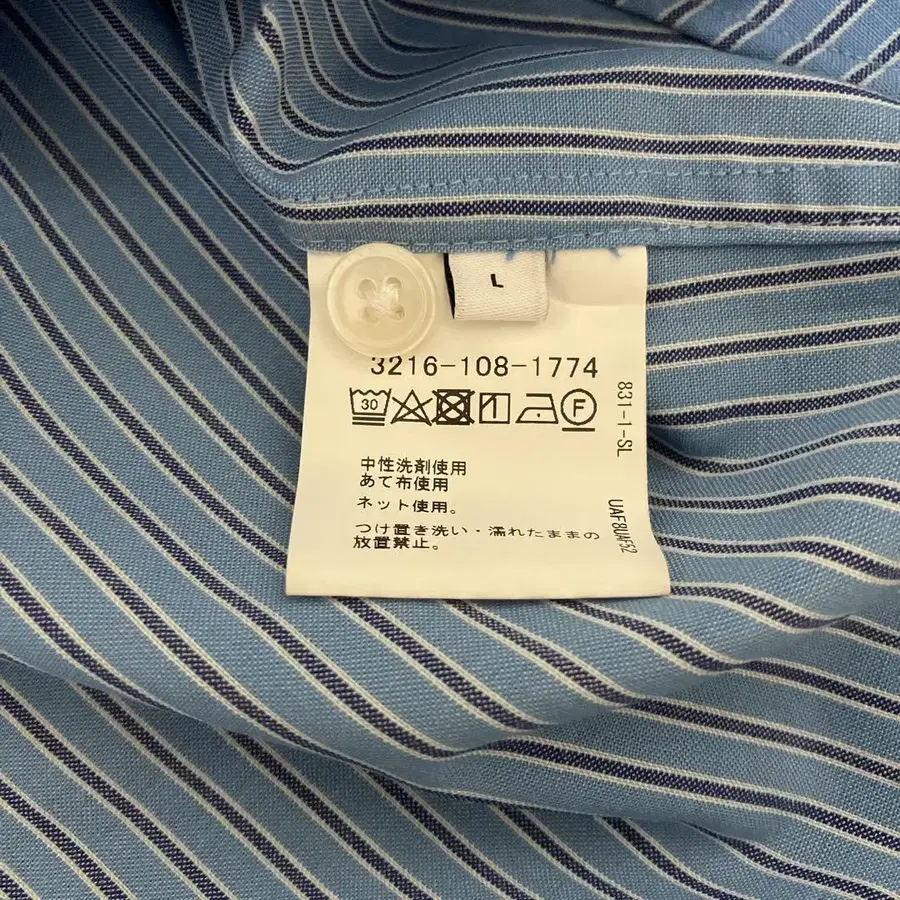 L
3216-108-1774
30
F
中性洗剤使用
あて布使用
ネット使用。
つけ置き洗い・濡れたままの
放置禁止。
831-1-SL
UAF8UAF52